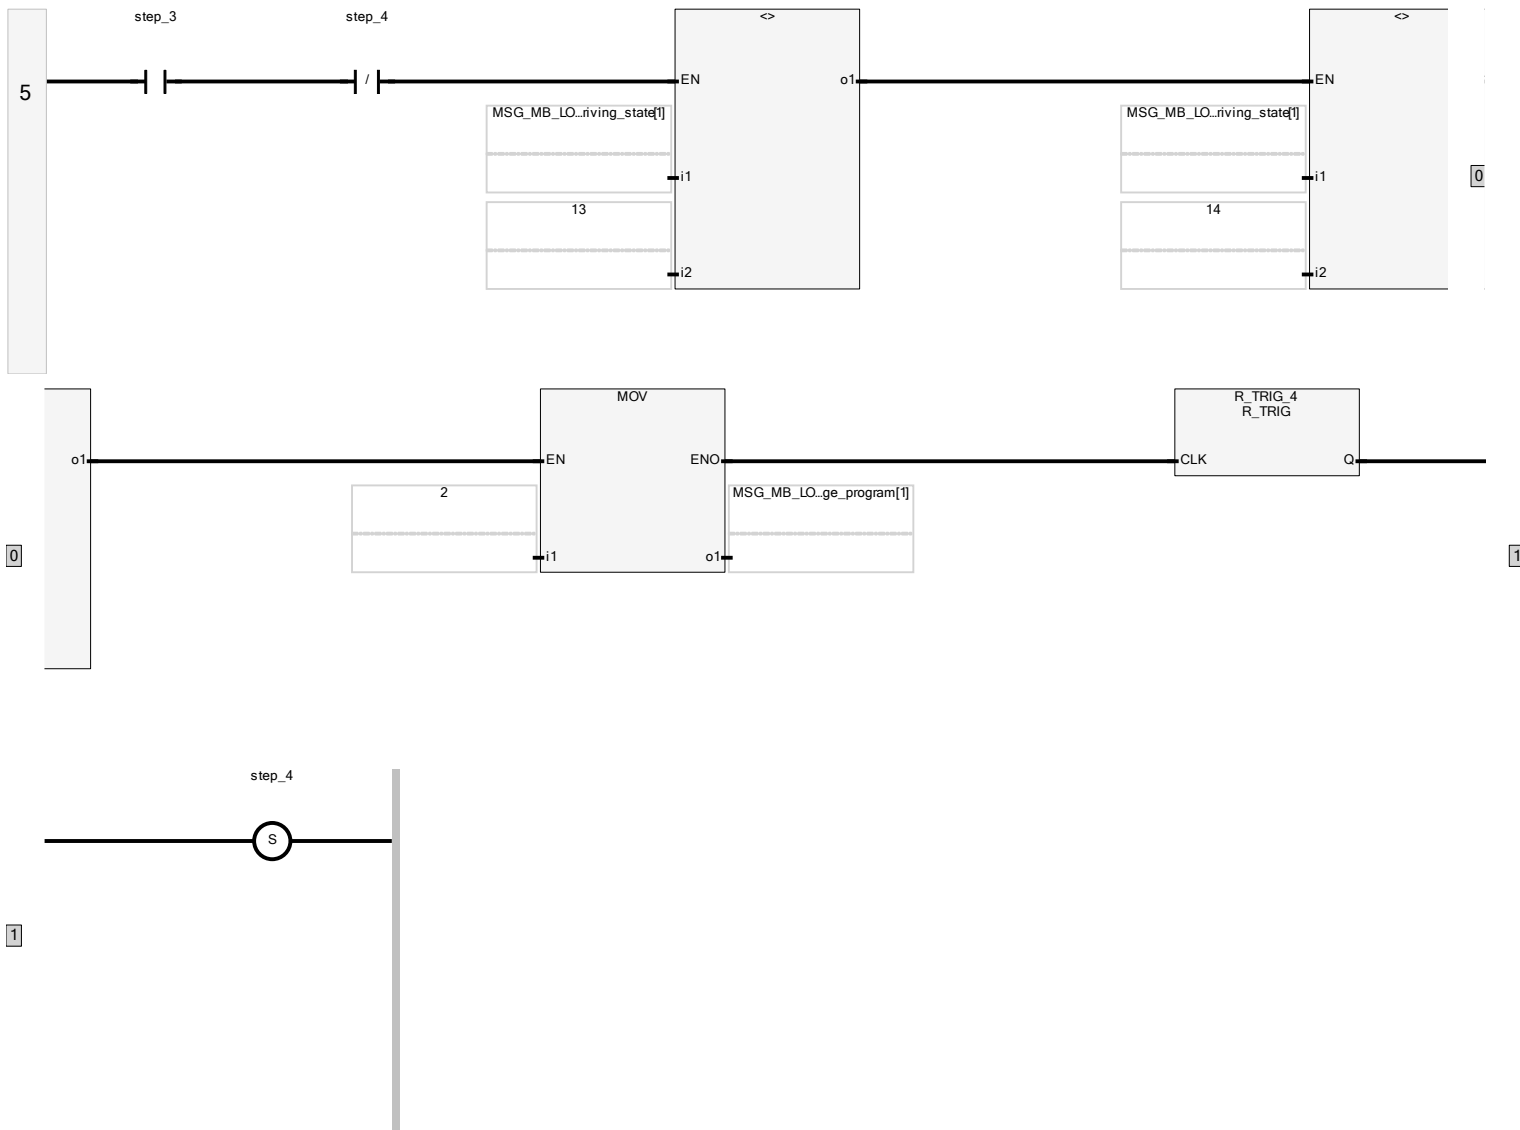 step_3
step_4
<>
<>
5
/
EN
o1
EN
MSG_MB_LO...riving_state[1]
MSG_MB_LO...riving_state[1]
i1
i1
0
13
14
i2
i2
MOV
R_TRIG_4
R_TRIG
o1
EN
ENO
CLK
Q
2
MSG_MB_LO...ge_program[1]
0
i1
o1
1
step_4
S
1